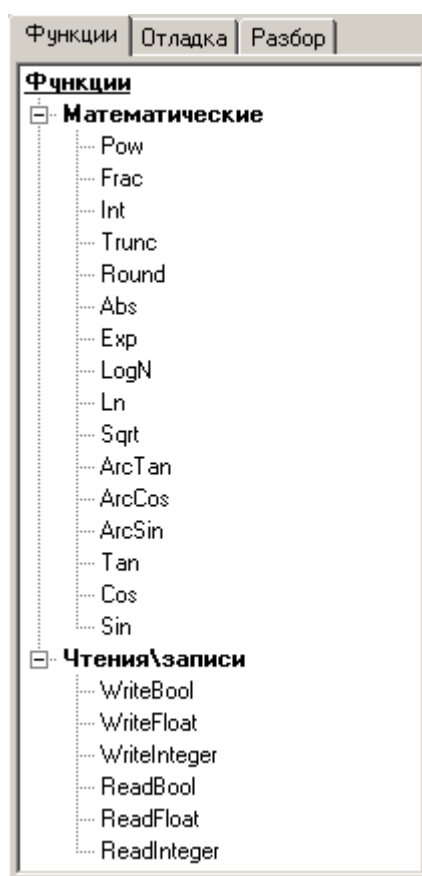 Функции Отладка Разбор
Функции
Математические
Pow
Frac
Int
Trunc
Round
Abs
Exp
LogN
Ln
Sqrt
ArcTan
ArcCos
ArcSin
Tan
Cos
Sin
Чтения\записи
WriteBool
WriteFloat
WriteInteger
ReadBool
ReadFloat
ReadInteger